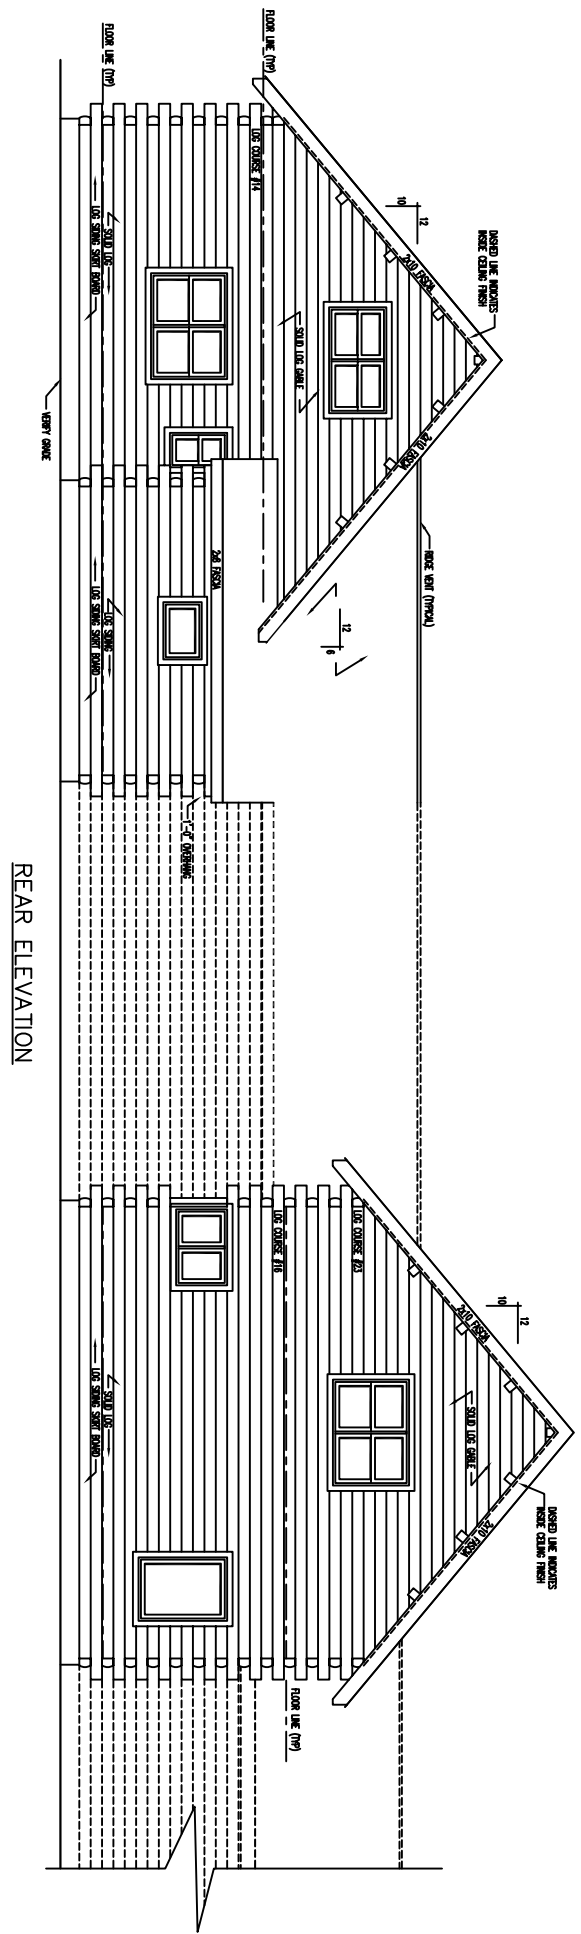 FLOOR LINE (TYP)
FLOOR LINE (TYP)
LOG COURSE #14
12
10
2x10 FASCIA
DASHED LINE INDICATES
INSIDE CEILING FINISH
SOLID LOG GABLE
2x10 FASCIA
SOLID LOG
LOG SIDING SKIRT BOARD
VERIFY GRADE
RIDGE VENT (TYPICAL)
12
6
2x8 FASCIA
LOG SIDING
LOG SIDING SKIRT BOARD
1'-0" OVERHANG
LOG COURSE #23
LOG COURSE #16
12
10
2x10 FASCIA
SOLID LOG GABLE
DASHED LINE INDICATES
INSIDE CEILING FINISH
2x10 FASCIA
SOLID LOG
LOG SIDING SKIRT BOARD
FLOOR LINE (TYP)
REAR ELEVATION